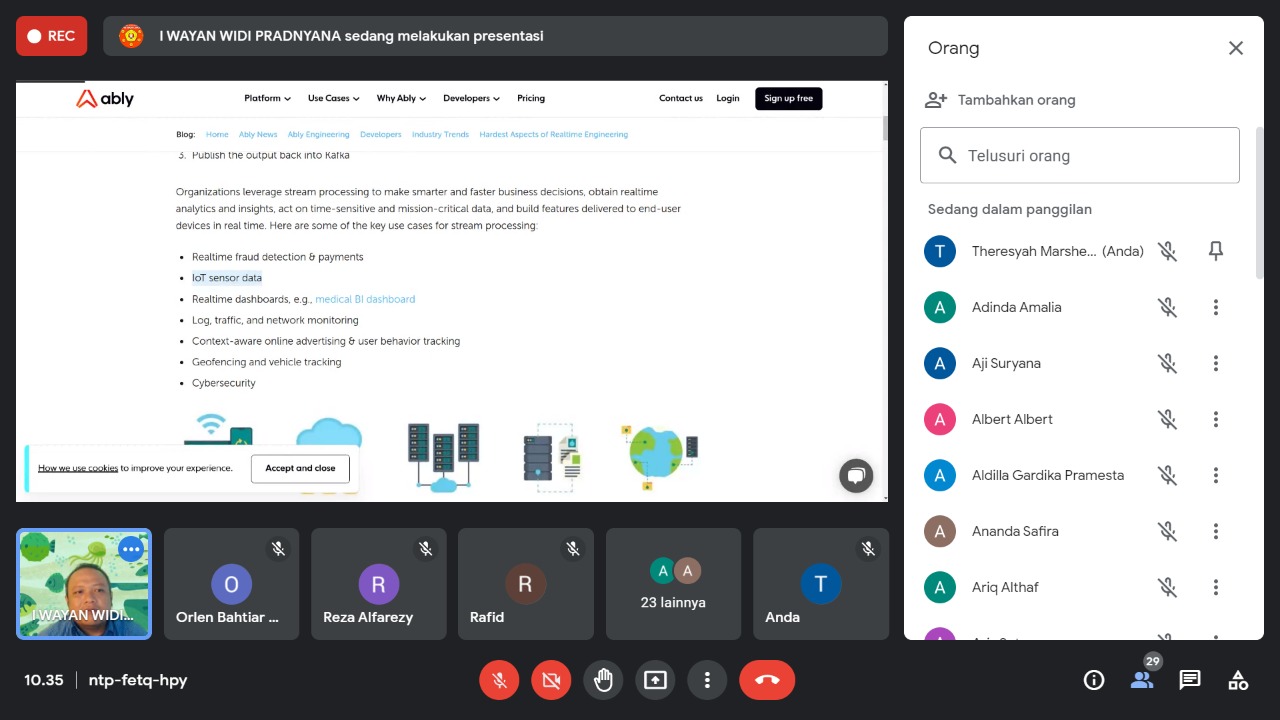 REC
I WAYAN WIDI PRADNYANA sedang melakukan presentasi
ably
Platform
Use Cases
Why Ably
Developers
Pricing
Contact us
Login
Sign up free
Blog: Home Ably News Ably Engineering Developers Industry Trends Hardest Aspects of Realtime Engineering
3. Publish the output back into Kafka
Organizations leverage stream processing to make smarter and faster business decisions, obtain realtime
analytics and insights, act on time-sensitive and mission-critical data, and build features delivered to end-user
devices in real time. Here are some of the key use cases for stream processing:
• Realtime fraud detection & payments
• IoT sensor data
• Realtime dashboards, e.g., medical BI dashboard
• Log, traffic, and network monitoring
• Context-aware online advertising & user behavior tracking
• Geofencing and vehicle tracking
• Cybersecurity
How we use cookies to improve your experience.
Accept and close
I WAYAN WIDI...
O
Orlen Bahtiar ...
R
Reza Alfarezy
R
Rafid
A A
23 lainnya
T
Anda
10.35 | ntp-fetq-hpy
29
Orang
Tambahkan orang
Telusuri orang
Sedang dalam panggilan
T Theresyah Marshe... (Anda)
A Adinda Amalia
A Aji Suryana
A Albert Albert
A Aldilla Gardika Pramesta
A Ananda Safira
A Ariq Althaf